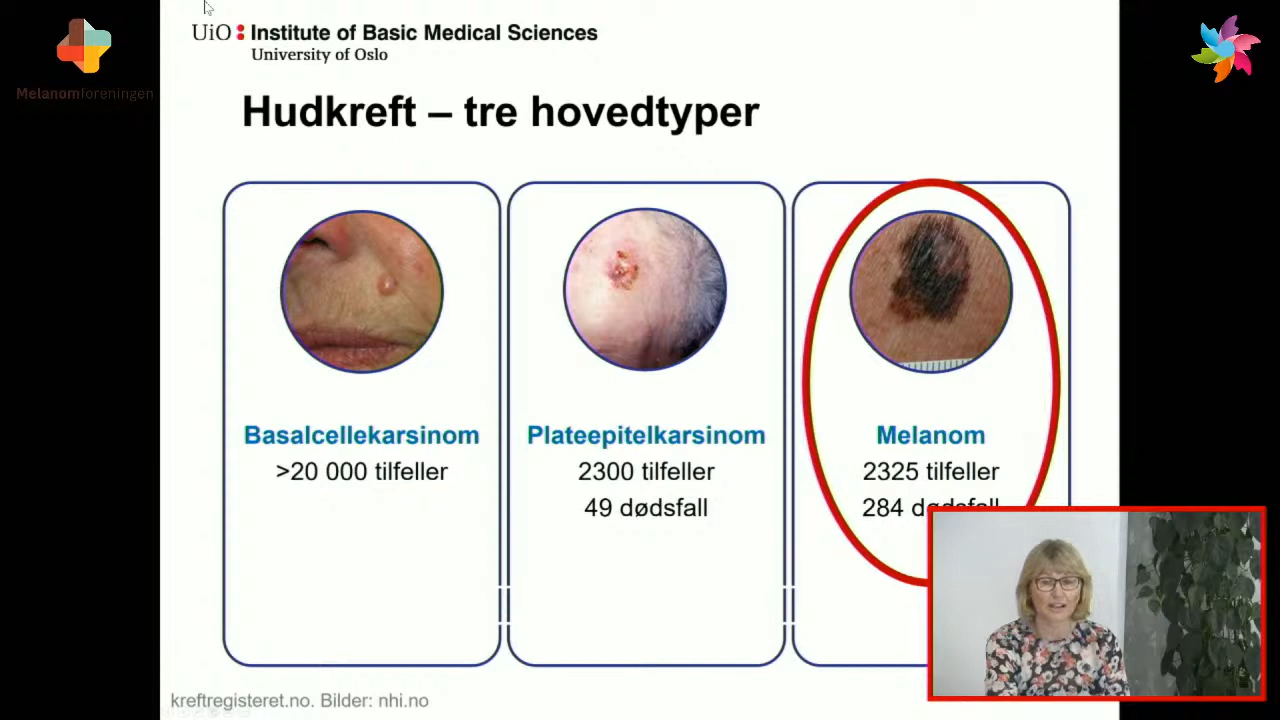 UiO: Institute of Basic Medical Sciences
University of Oslo
Melanomforeningen
Hudkreft – tre hovedtyper
Basalcellekarsinom
>20 000 tilfeller
Plateepitelkarsinom
2300 tilfeller
49 dødsfall
Melanom
2325 tilfeller
284 dødsfall
kreftregisteret.no. Bilder: nhi.no